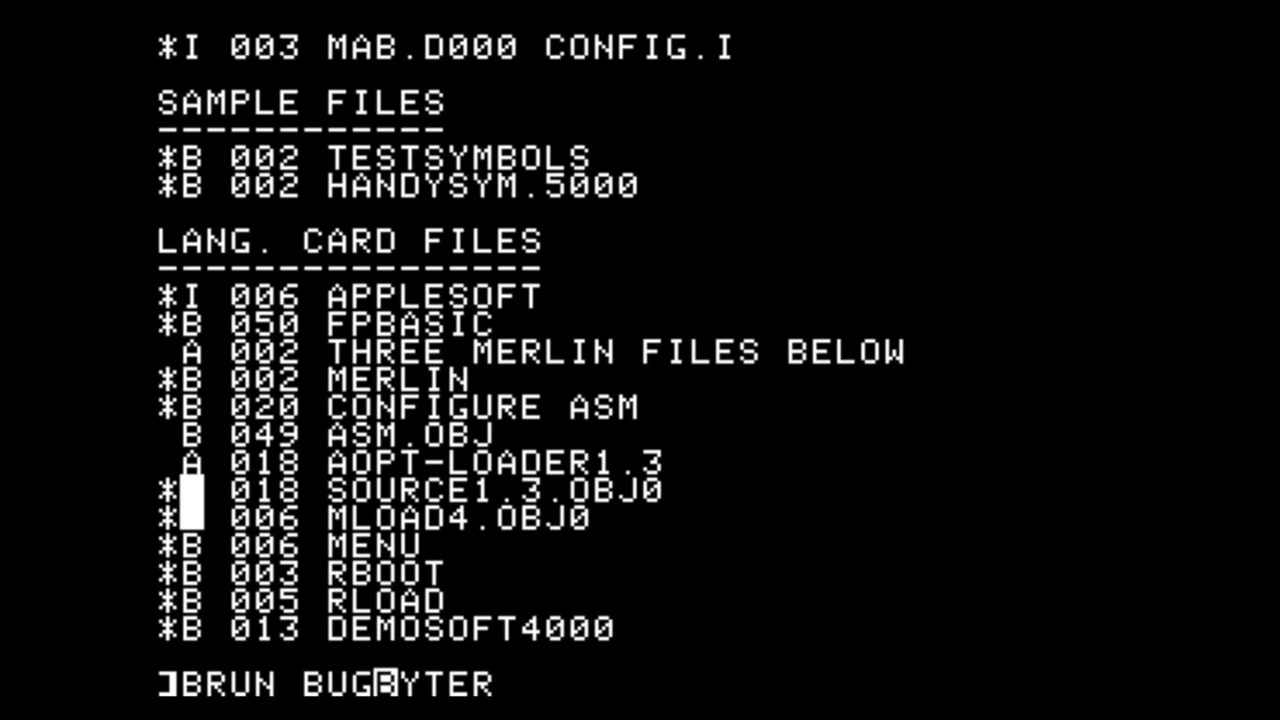 *I 003 MAB.D000 CONFIG.I
SAMPLE FILES
------------
*B 002 TESTSYMBOLS
*B 002 HANDYSYM.5000
LANG. CARD FILES
----------------
*I 006 APPLESOFT
*B 050 FPBASIC
A 002 THREE MERLIN FILES BELOW
*B 002 MERLIN
*B 020 CONFIGURE ASM
B 049 ASM.OBJ
A 018 AOPT-LOADER1.3
* 018 SOURCE1.3.OBJ0
* 006 MLOAD4.OBJ0
*B 006 MENU
*B 003 RBOOT
*B 005 RLOAD
*B 013 DEMOSOFT4000
]BRUN BUGBYTER